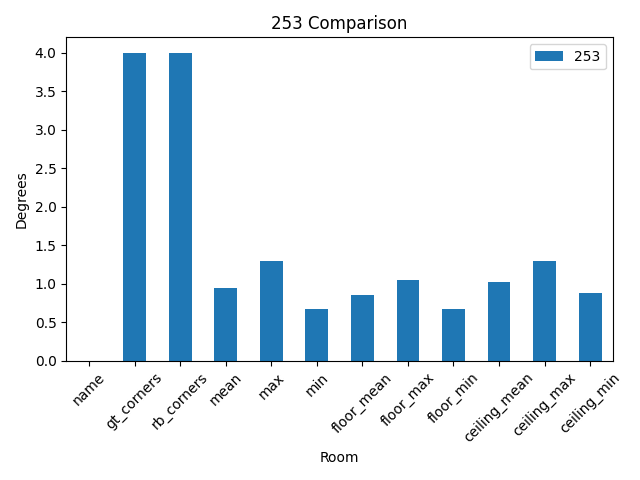 253 Comparison
253
Degrees
4.0
3.5
3.0
2.5
2.0
1.5
1.0
0.5
0.0
name
gt_corners
rb_corners
mean
max
min
floor_mean
floor_max
floor_min
ceiling_mean
ceiling_max
ceiling_min
Room